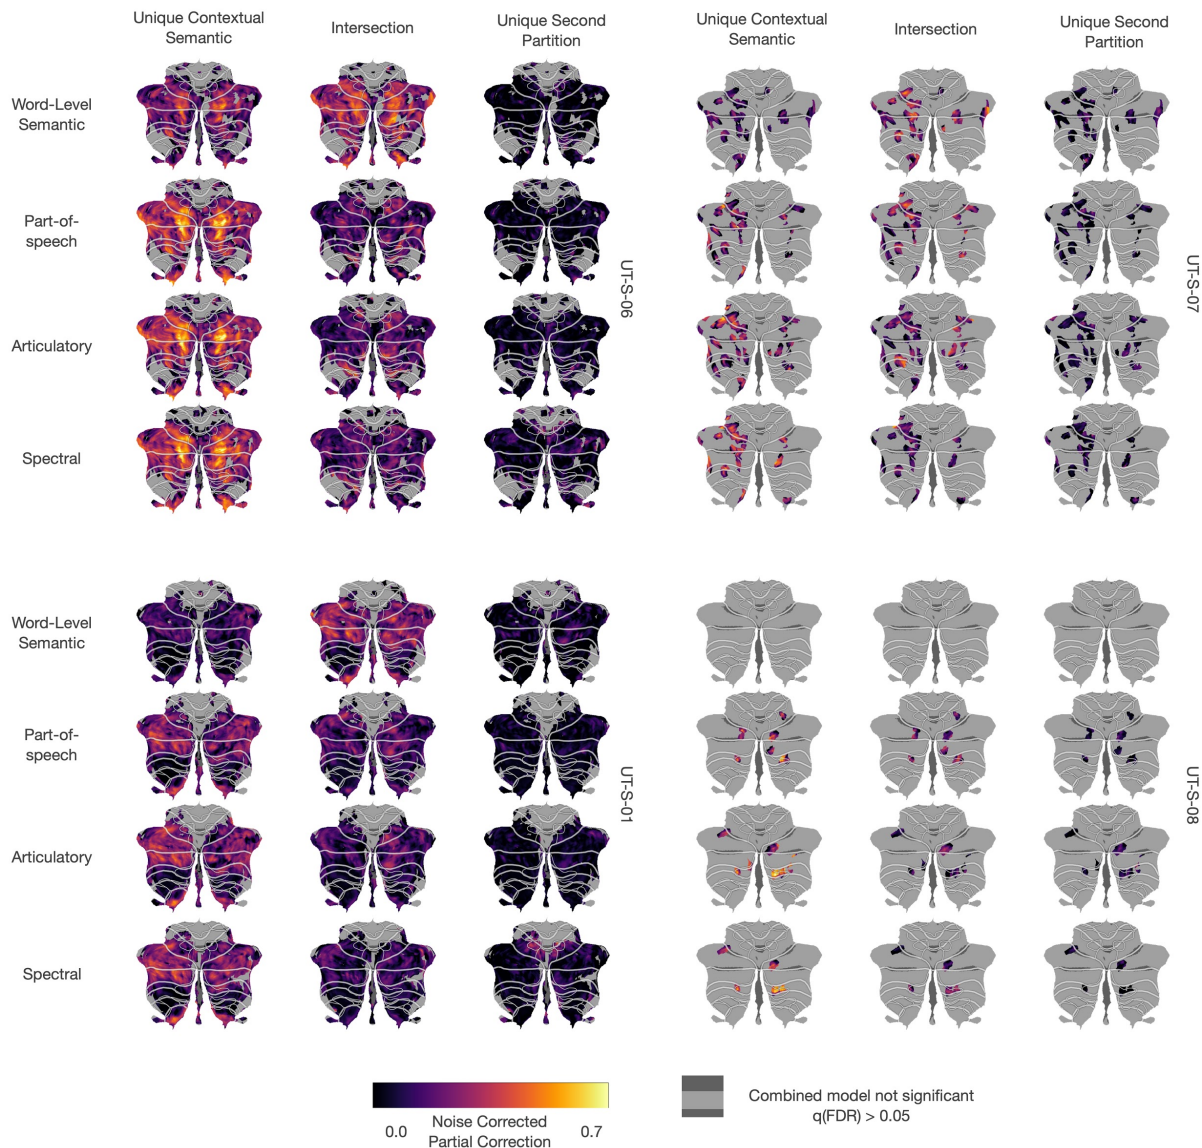 Unique Contextual
Semantic
Intersection
Unique Second
Partition
Unique Contextual
Semantic
Intersection
Unique Second
Partition
Word-Level
Semantic
Part-of-
speech
Articulatory
Spectral
UT-S-06
UT-S-07
Word-Level
Semantic
Part-of-
speech
Articulatory
Spectral
UT-S-01
UT-S-08
0.0
Noise Corrected
Partial Correction
0.7
Combined model not significant
q(FDR) > 0.05